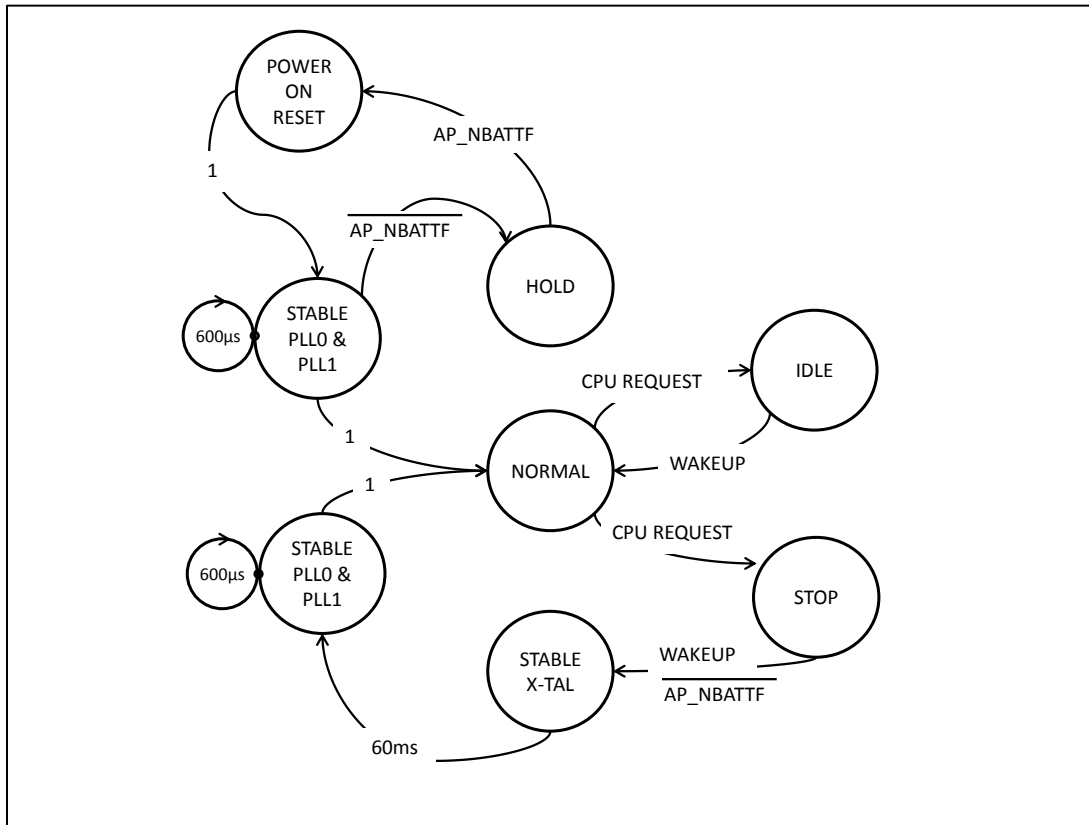 POWER
ON
RESET
AP_NBATTF
1
AP_NBATTF
HOLD
STABLE
PLL0 &
PLL1
600µs
CPU REQUEST
IDLE
1
NORMAL
WAKEUP
1
CPU REQUEST
STABLE
PLL0 &
PLL1
600µs
STOP
STABLE
X-TAL
WAKEUP
AP_NBATTF
60ms